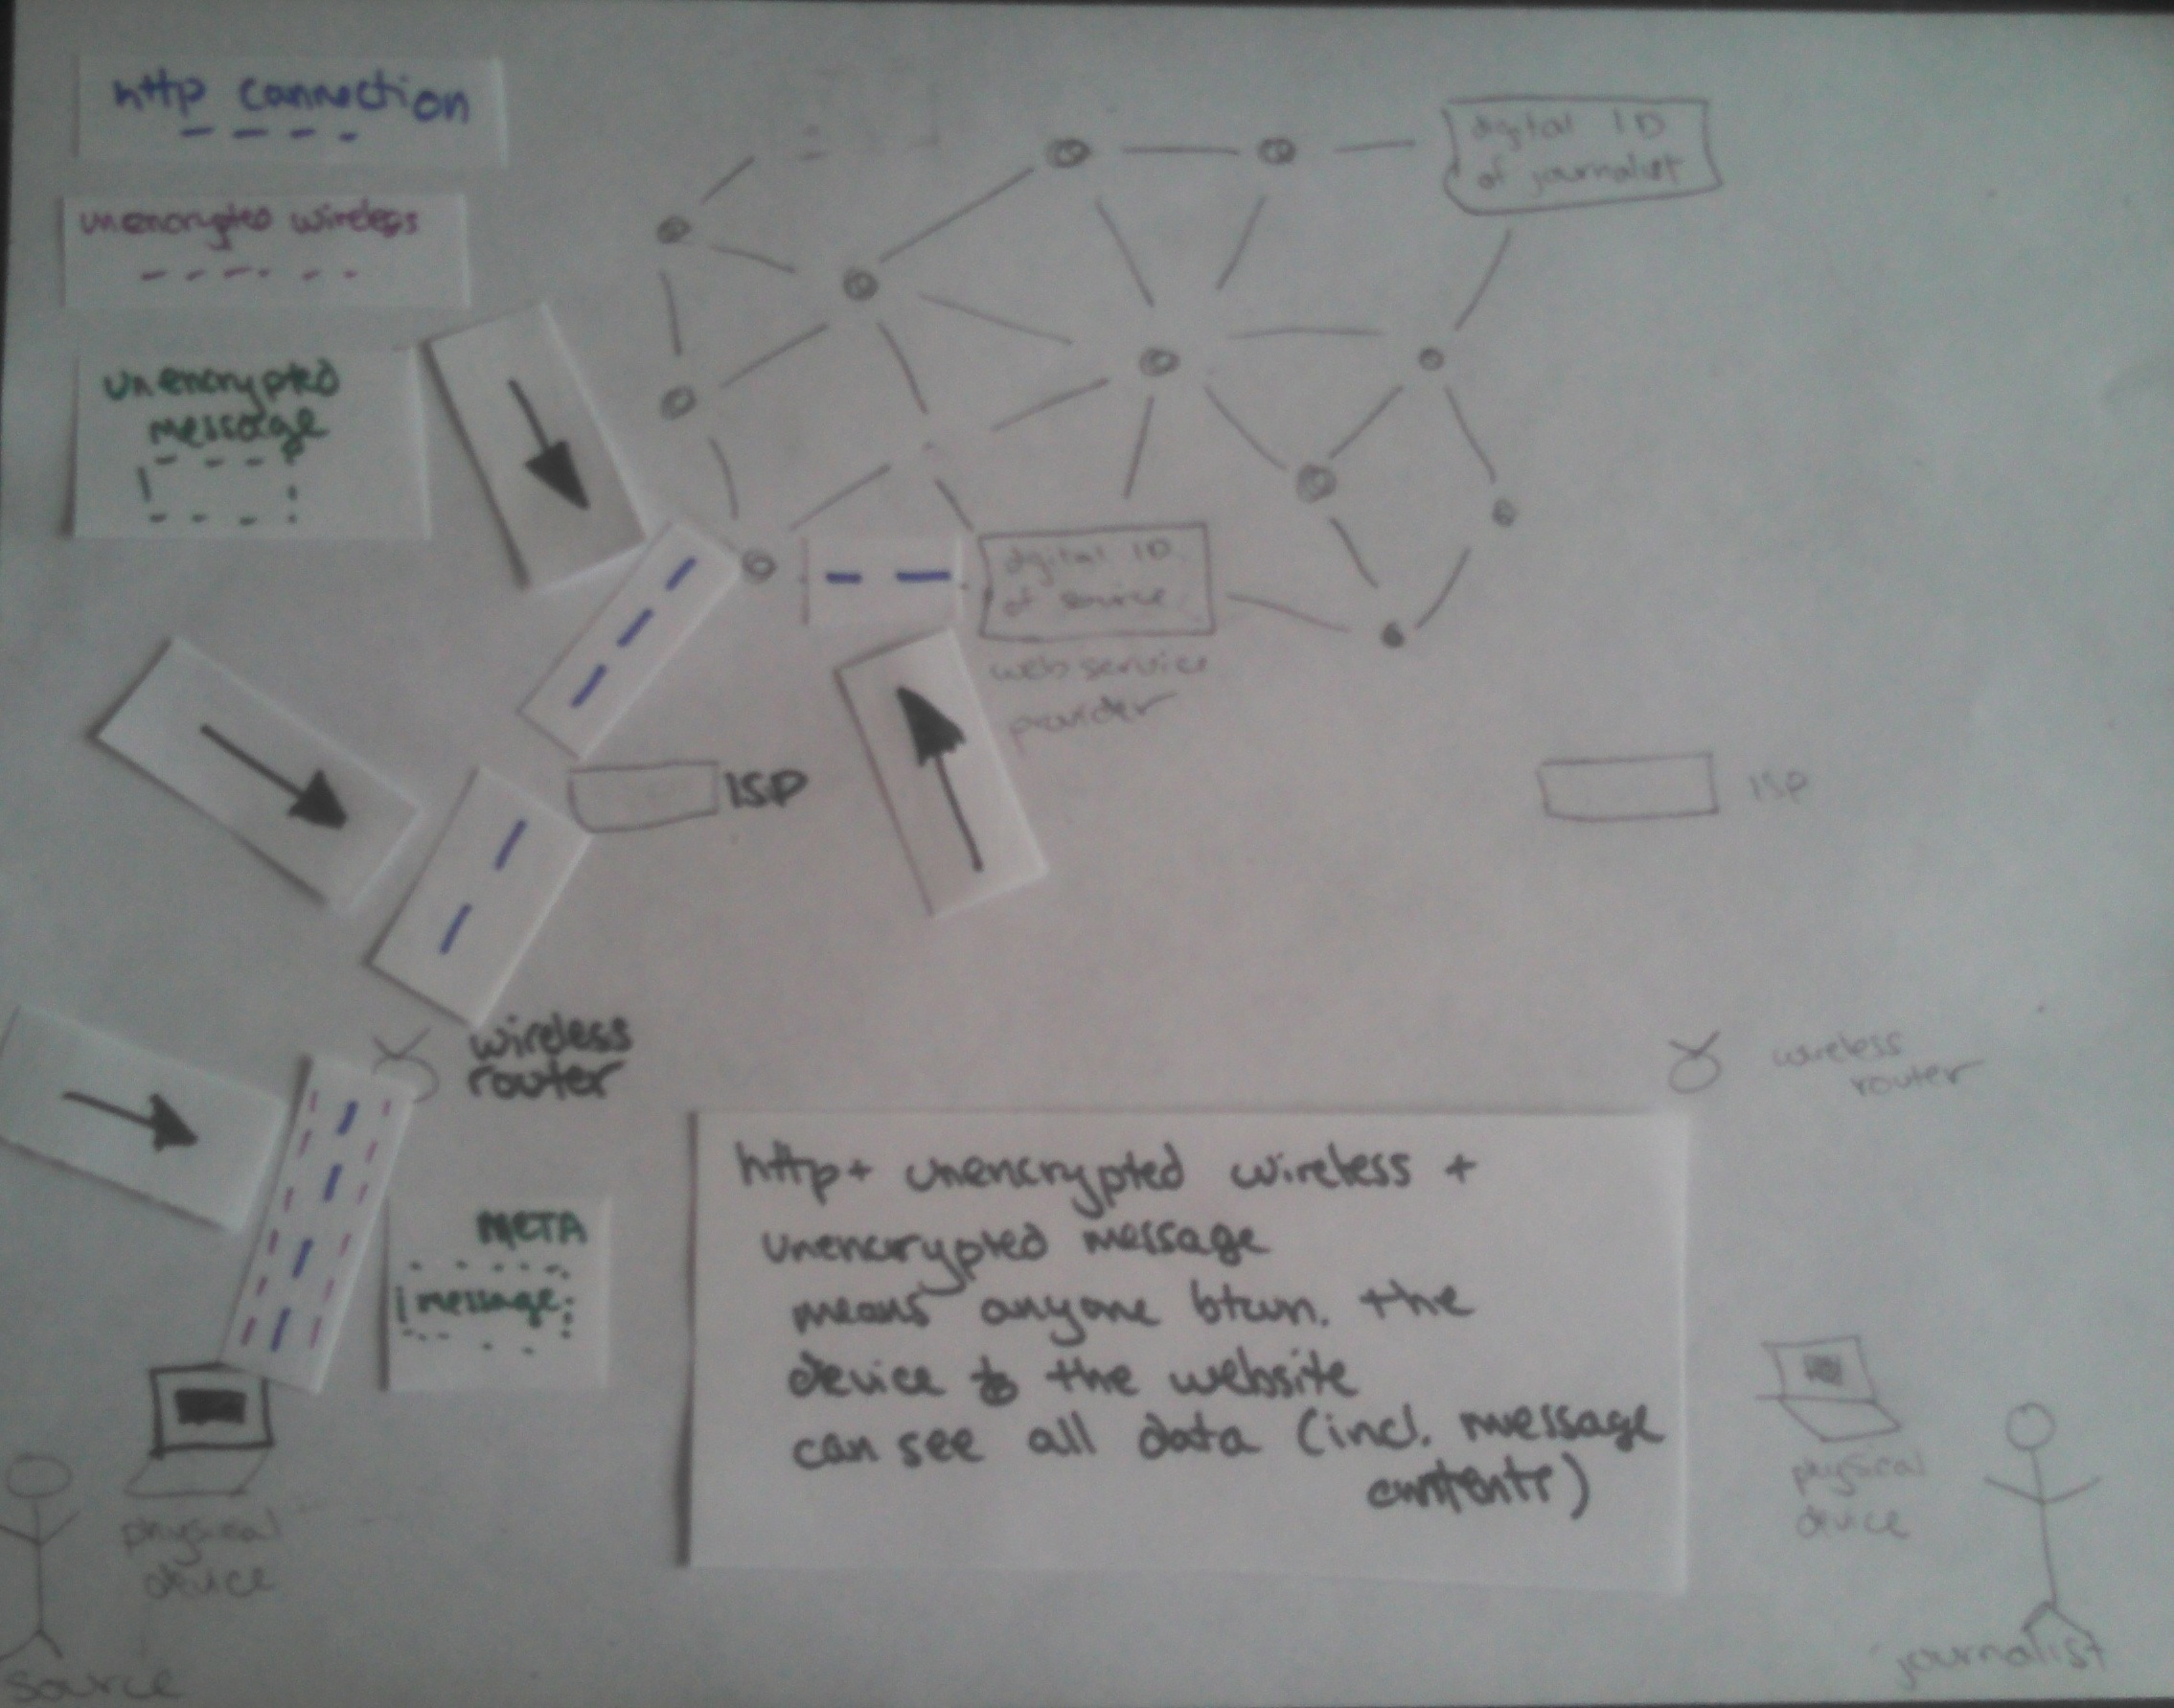 http connection
unencrypted wireless
unencrypted
message
digital ID
of journalist
digital ID
of source
web service
provider
ISP
ISP
wireless
router
wireless
router
META
message
http + unencrypted wireless +
unencrypted message
means anyone btwn. the
device & the website
can see all data (incl. message
contents)
physical
device
source
physical
device
journalist